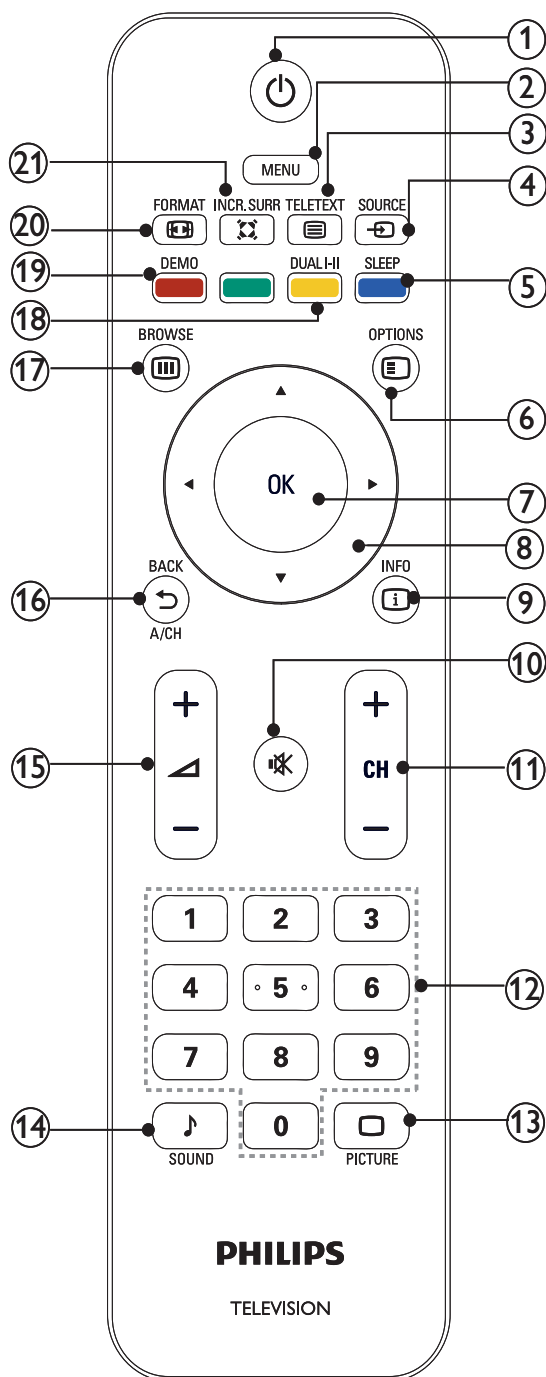 1
2
3
21
MENU
4
FORMAT INCR. SURR TELETEXT SOURCE
20
19
DEMO DUAL I-II SLEEP
5
18
BROWSE OPTIONS
17
6
OK
7
8
BACK INFO
16
9
A/CH
10
+ +
15
CH
11
− −
1 2 3
4 5 6
12
7 8 9
14
0
13
SOUND PICTURE
PHILIPS
TELEVISION